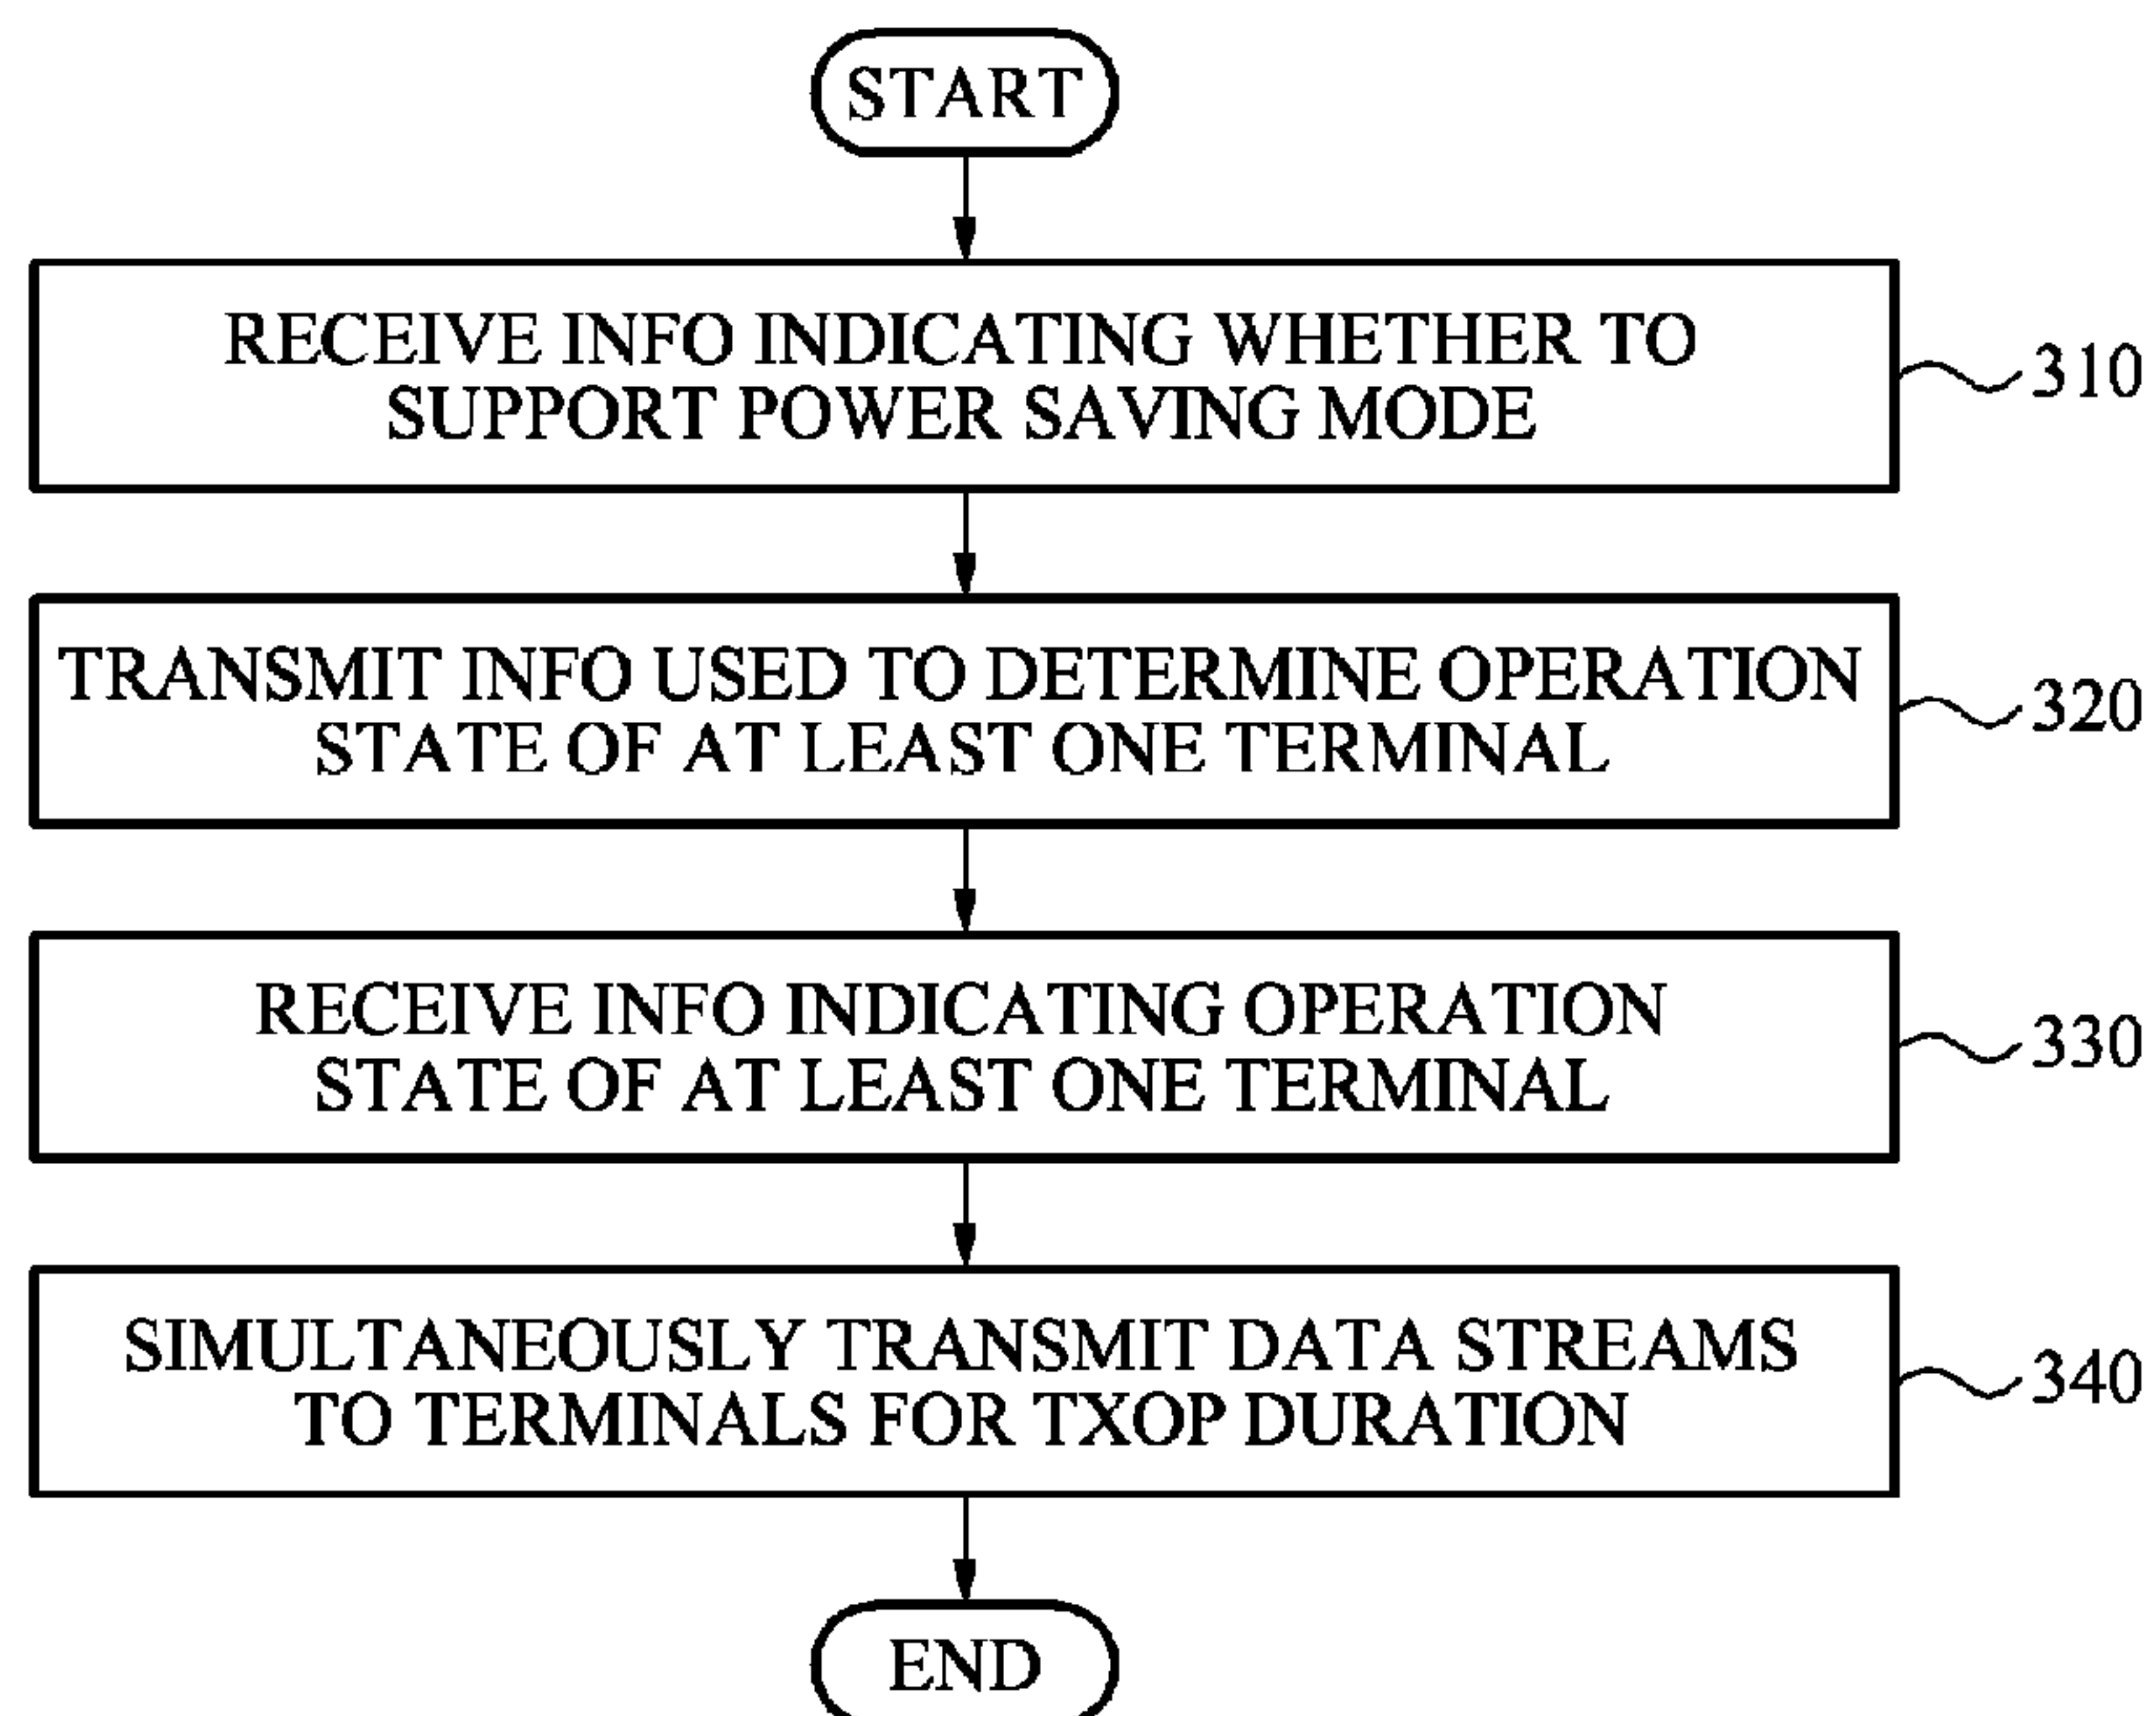 START
RECEIVE INFO INDICATING WHETHER TO
SUPPORT POWER SAVING MODE
310
TRANSMIT INFO USED TO DETERMINE OPERATION
STATE OF AT LEAST ONE TERMINAL
320
RECEIVE INFO INDICATING OPERATION
STATE OF AT LEAST ONE TERMINAL
330
SIMULTANEOUSLY TRANSMIT DATA STREAMS
TO TERMINALS FOR TXOP DURATION
340
END